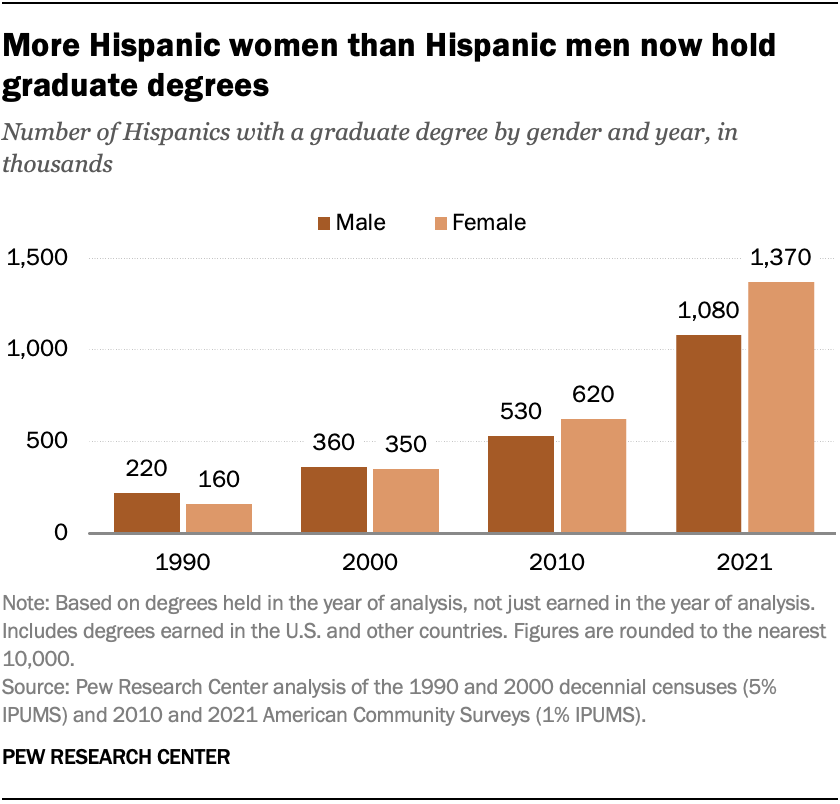 More Hispanic women than Hispanic men now hold
graduate degrees
Number of Hispanics with a graduate degree by gender and year, in
thousands
Male Female
1,500
1,000
500
0
220 160
360 350
530 620
1,080 1,370
1990 2000 2010 2021
Note: Based on degrees held in the year of analysis, not just earned in the year of analysis.
Includes degrees earned in the U.S. and other countries. Figures are rounded to the nearest
10,000.
Source: Pew Research Center analysis of the 1990 and 2000 decennial censuses (5%
IPUMS) and 2010 and 2021 American Community Surveys (1% IPUMS).
PEW RESEARCH CENTER